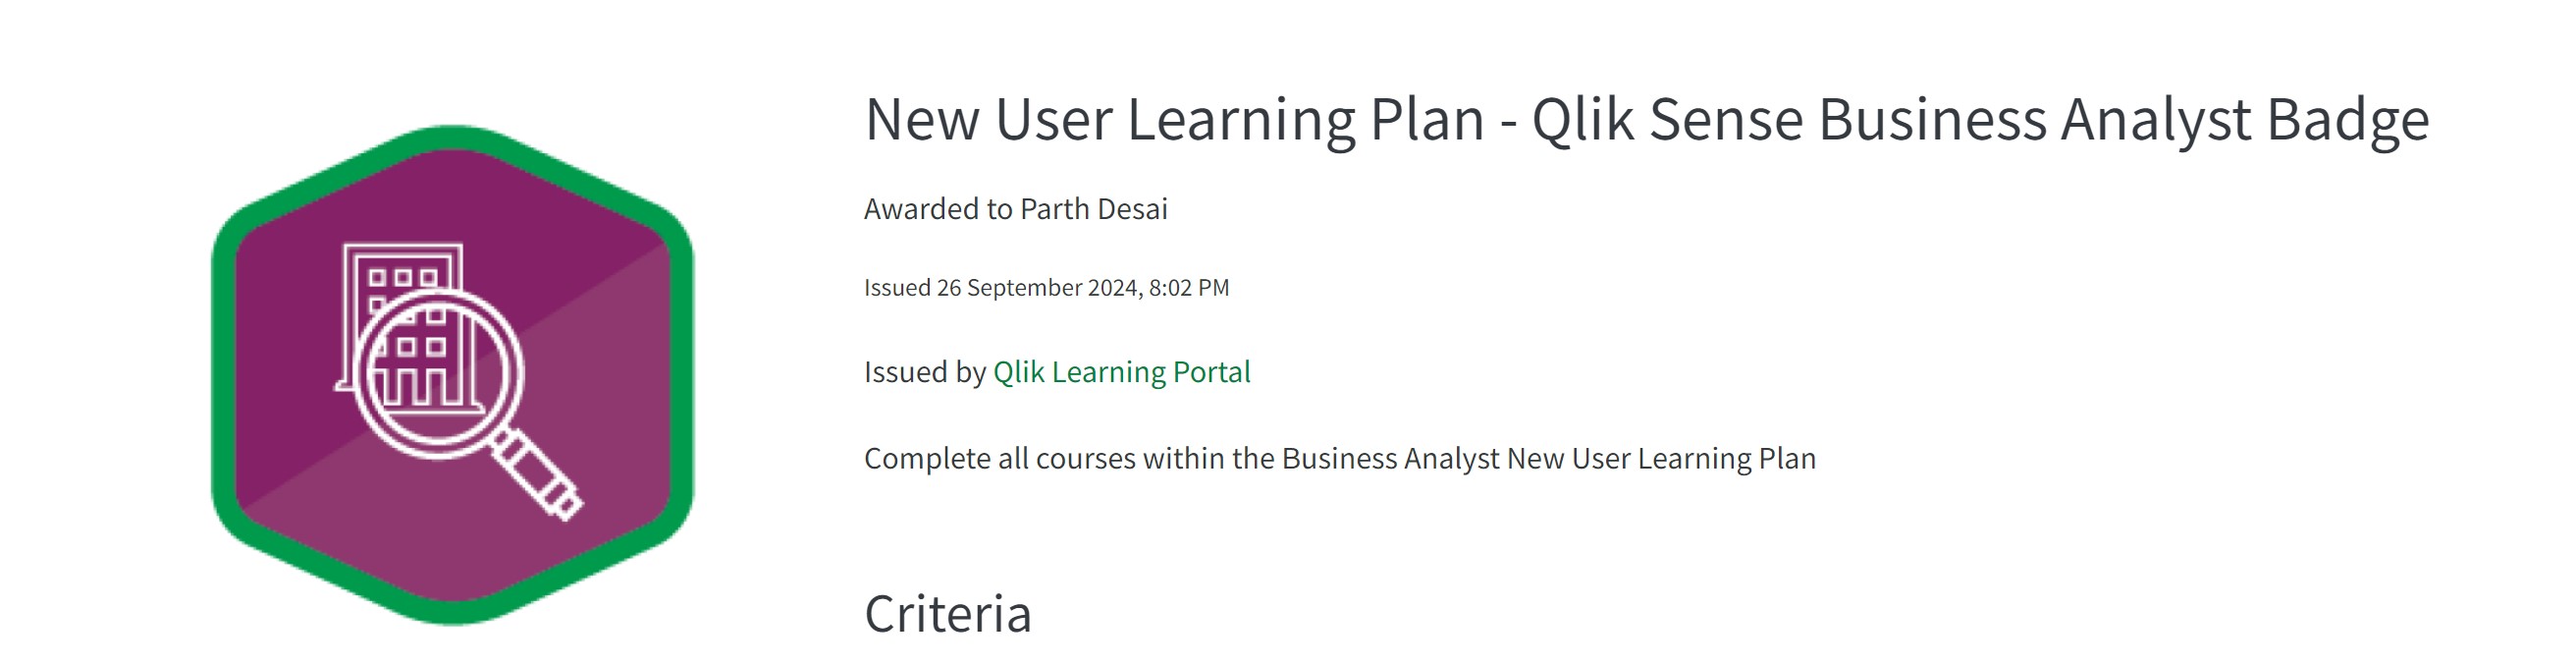 New User Learning Plan - Qlik Sense Business Analyst Badge
Awarded to Parth Desai
Issued 26 September 2024, 8:02 PM
Issued by Qlik Learning Portal
Complete all courses within the Business Analyst New User Learning Plan
Criteria